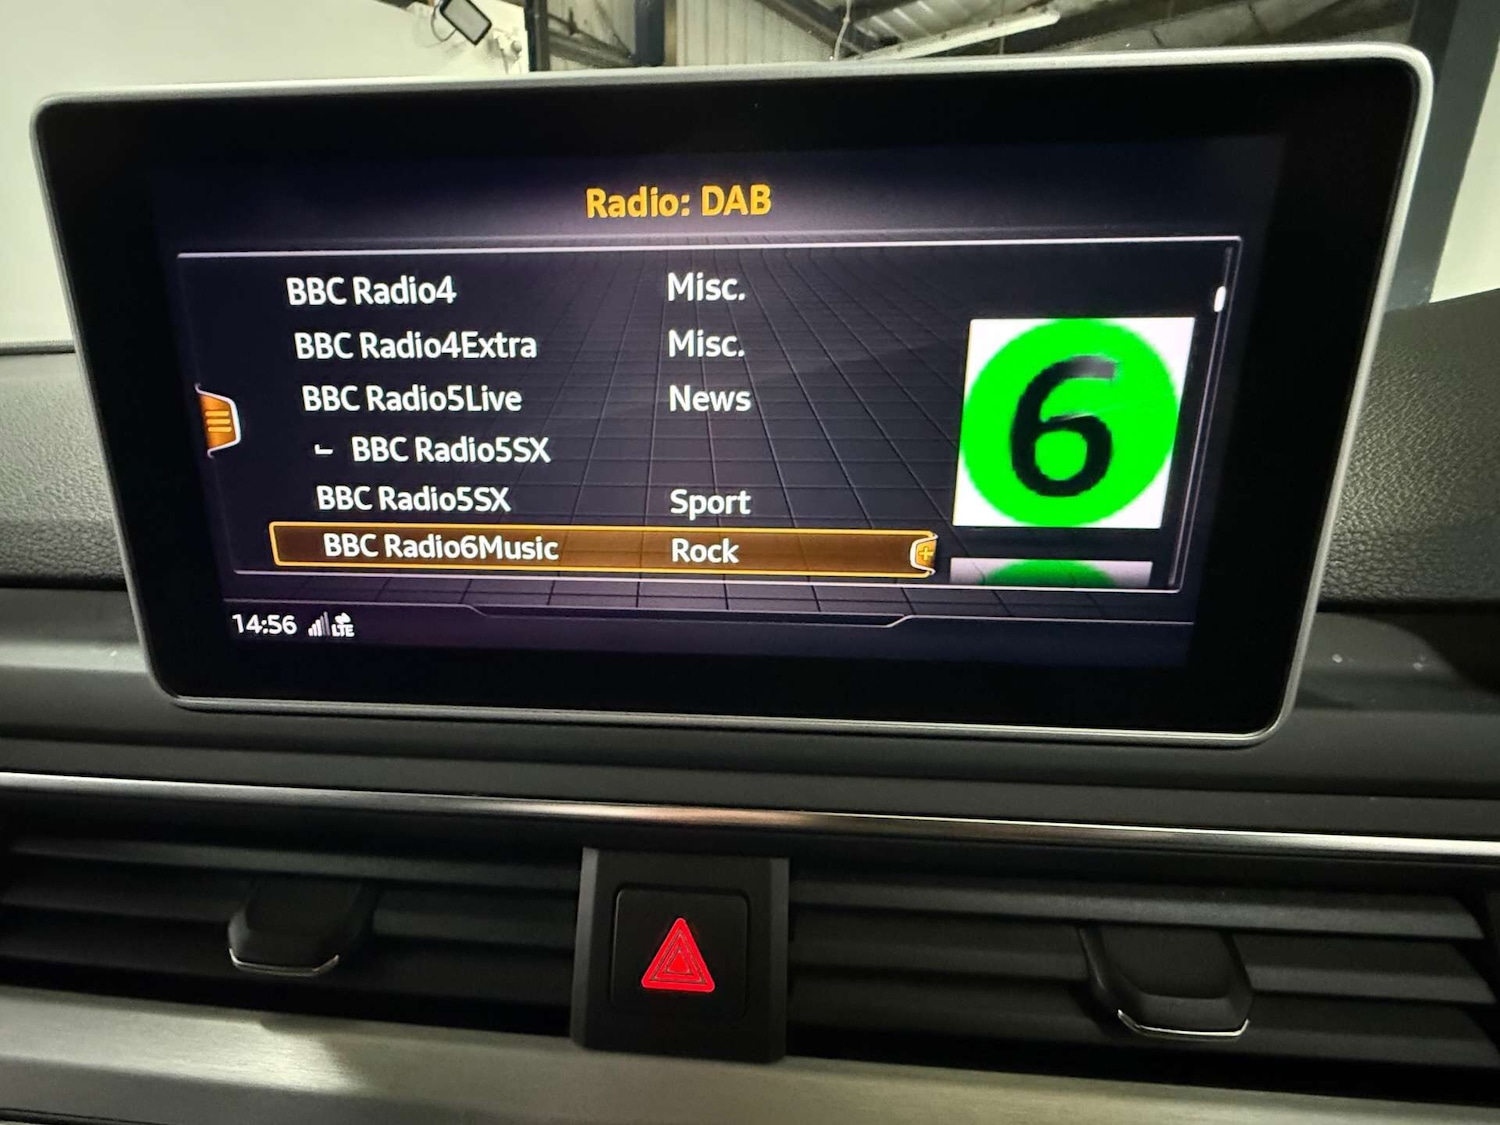 Radio: DAB
BBC Radio4 Misc.
BBC Radio4Extra Misc.
BBC Radio5Live News
BBC Radio5SX
BBC Radio5SX Sport
BBC Radio6Music Rock
6
14:56 LTE